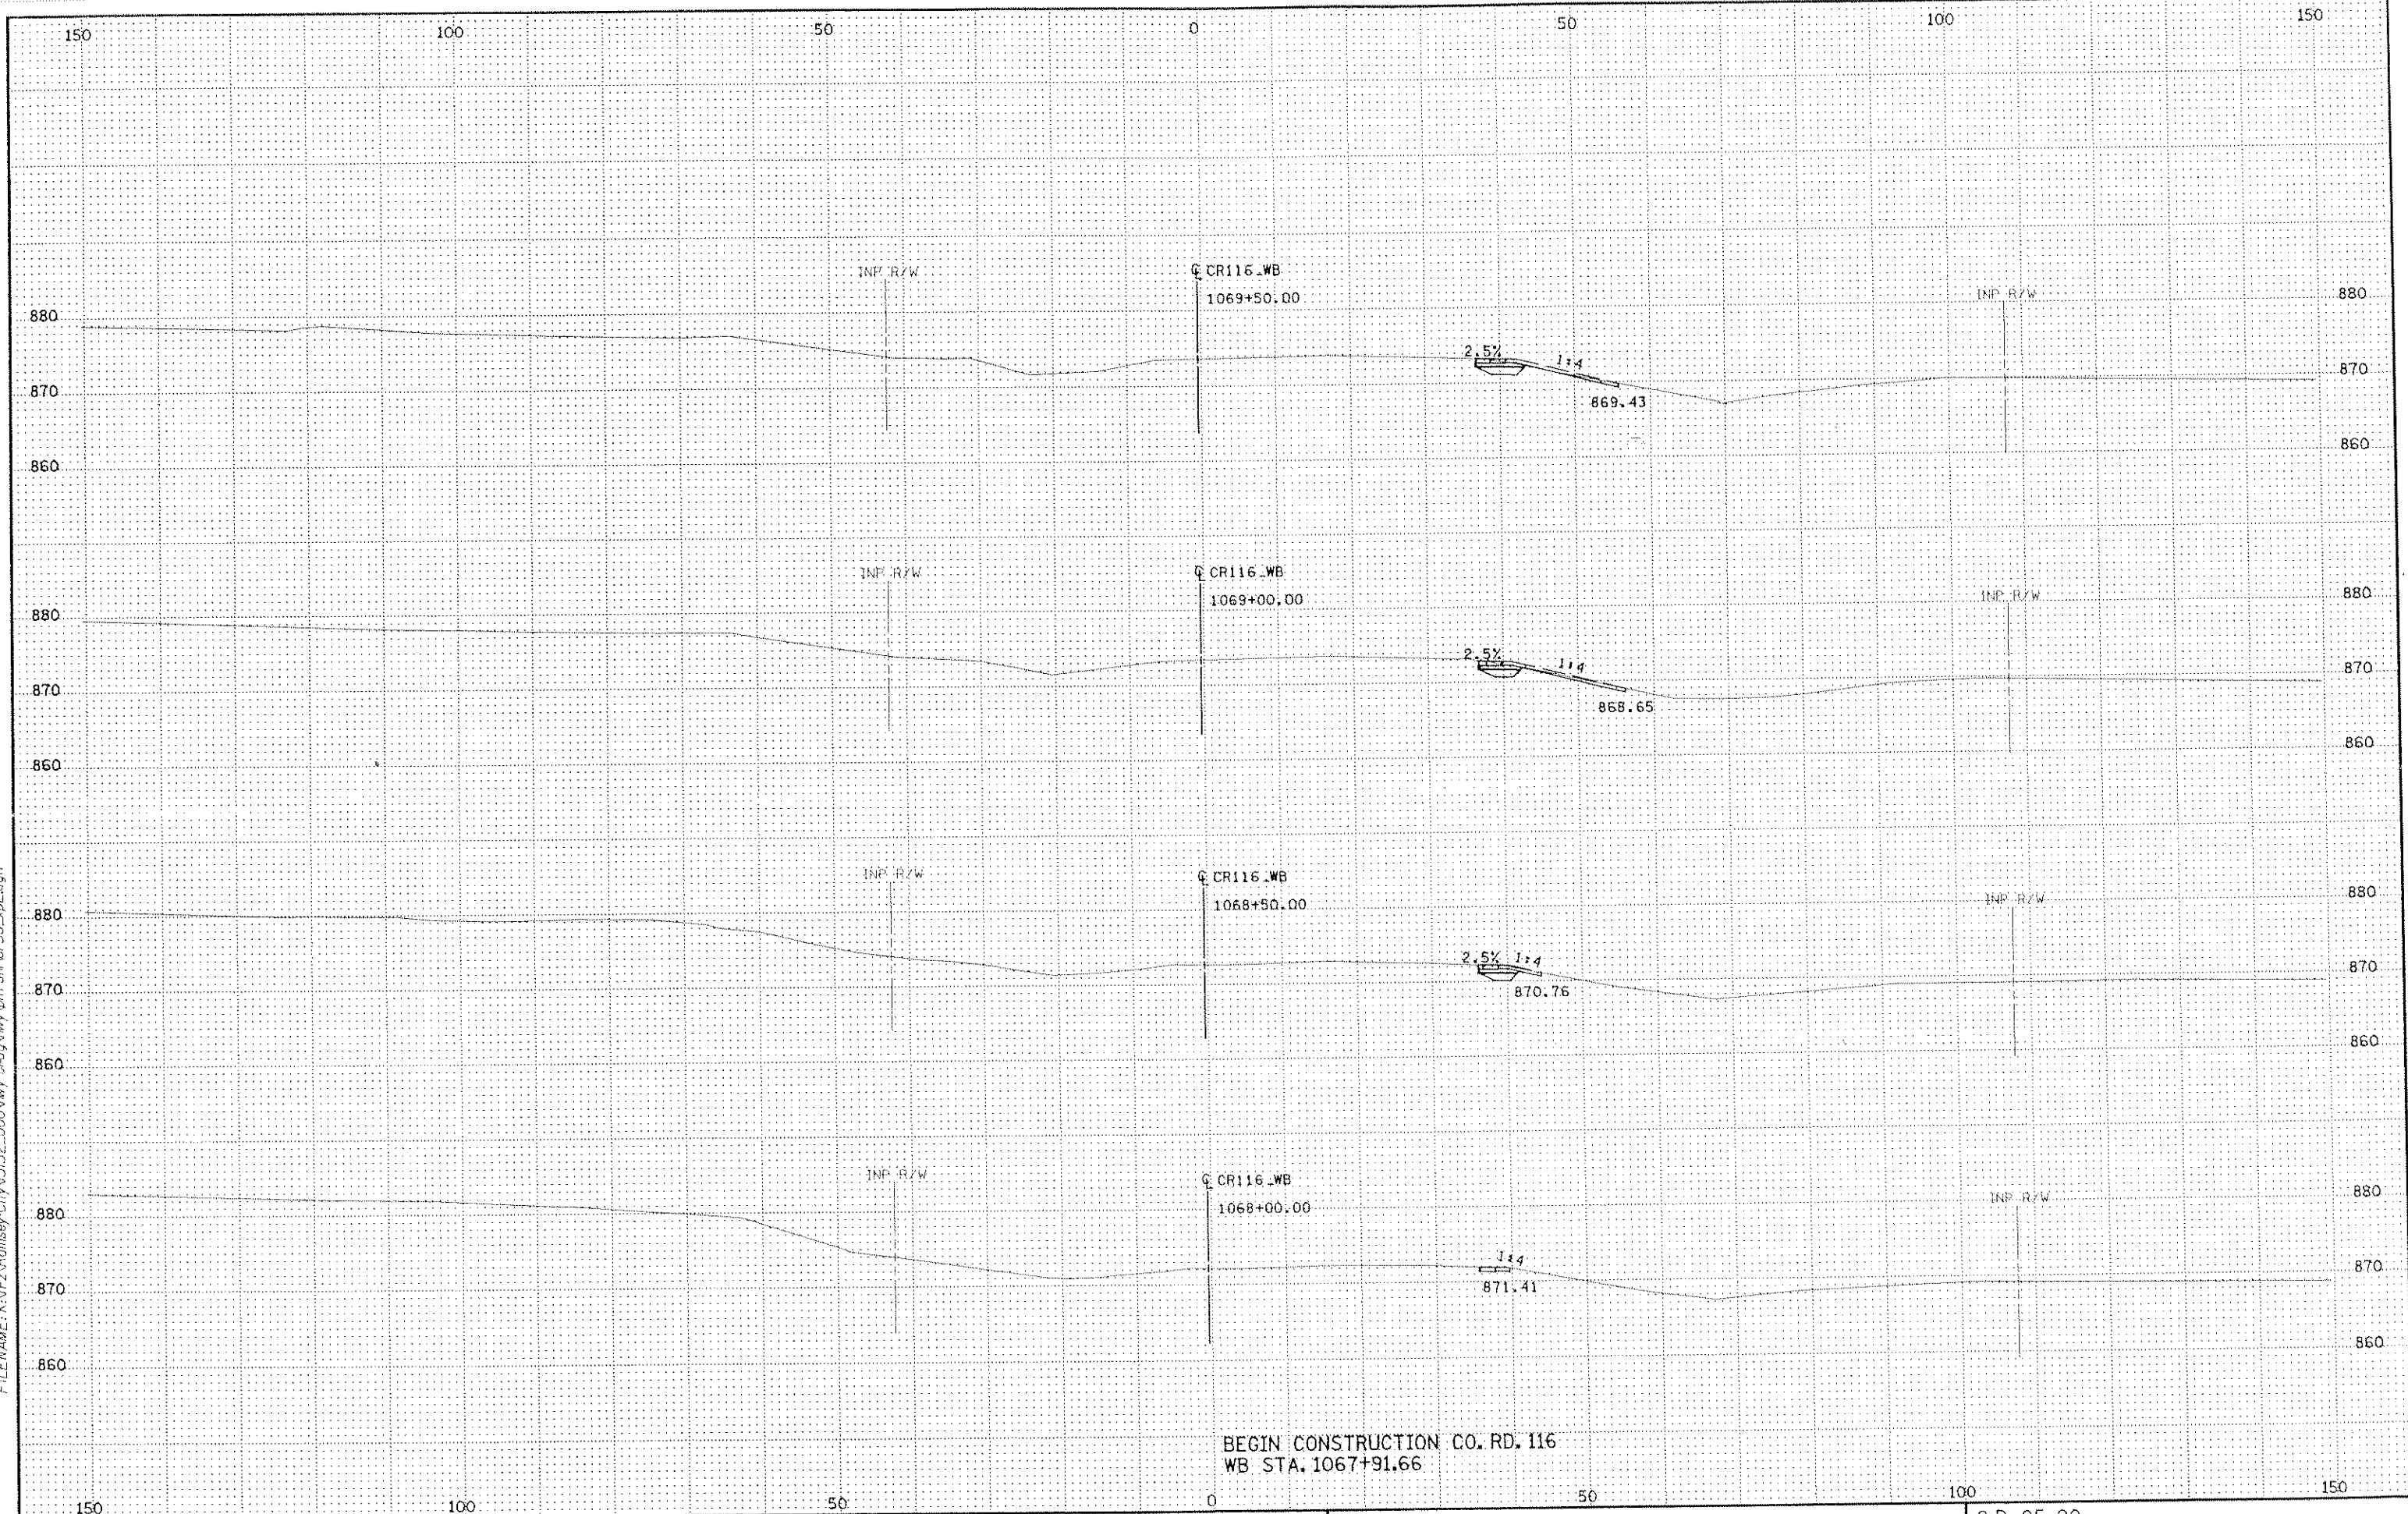 150 100 50 0 50 100 150
INP R/W
℄ CR116_WB
1069+50.00
INP R/W
880 880
2.5% 1:4
870 870
869.43
860 860
INP R/W
℄ CR116_WB
1069+00.00
INP R/W
880 880
2.5% 1:4
870 870
868.65
860 860
INP R/W
℄ CR116_WB
1068+50.00
INP R/W
880 880
2.5% 1:4
870 870
870.76
860 860
INP R/W
℄ CR116_WB
1068+00.00
INP R/W
880 880
1:4
870 870
871.41
860 860
BEGIN CONSTRUCTION CO. RD. 116
WB STA. 1067+91.66
150 100 50 0 50 100 150